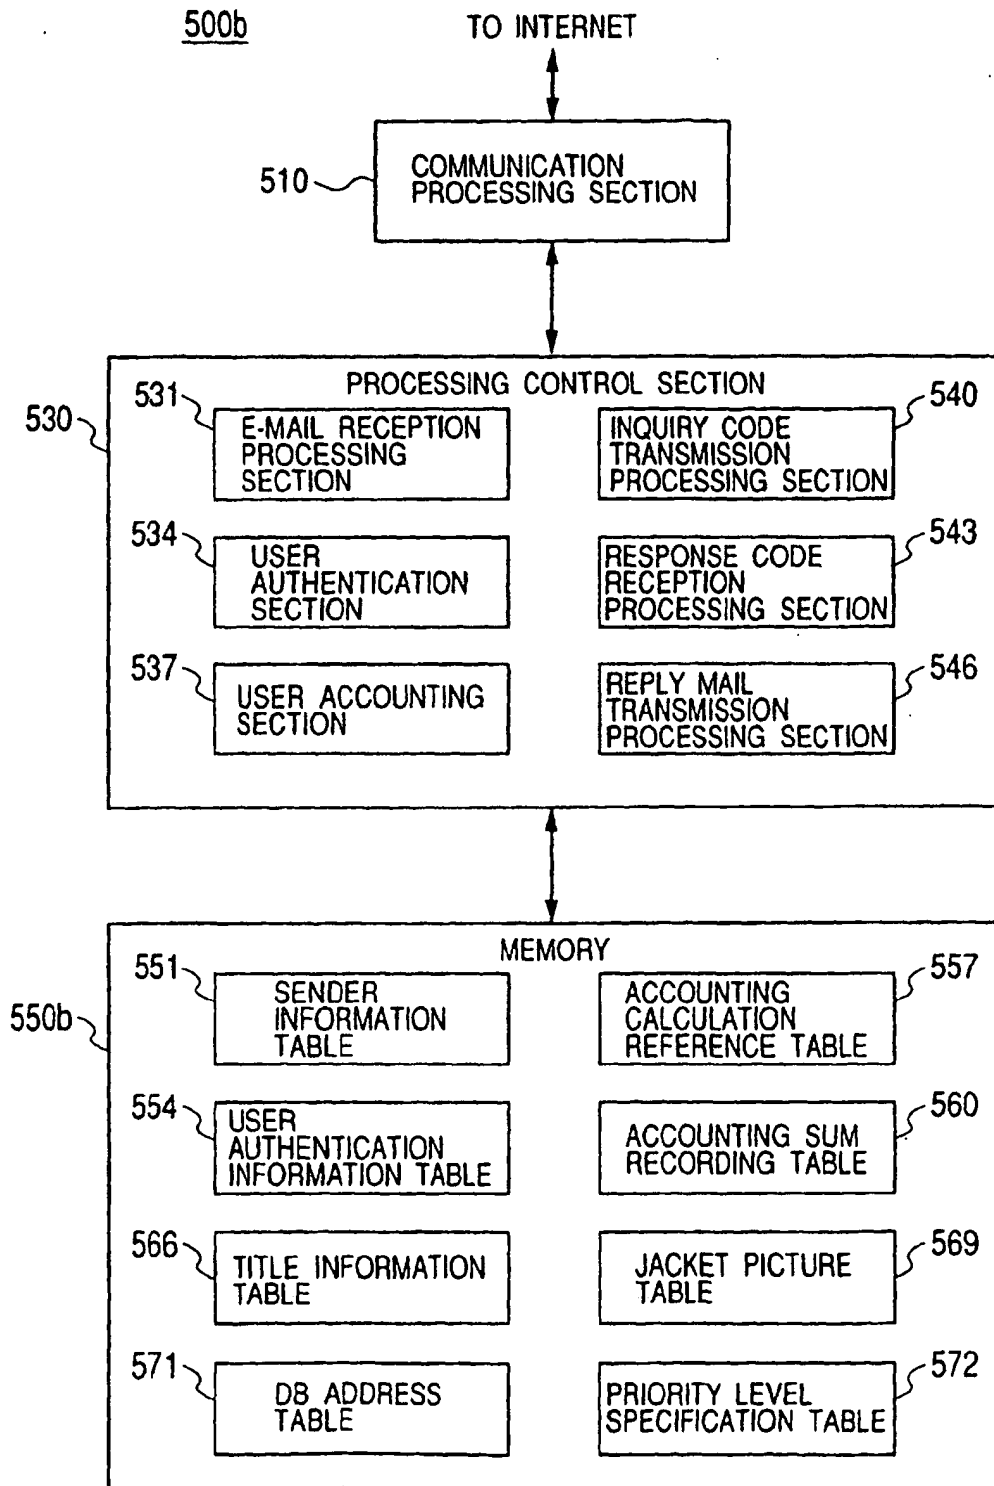 500b
TO INTERNET
510
COMMUNICATION
PROCESSING SECTION
530
PROCESSING CONTROL SECTION
531
E-MAIL RECEPTION
PROCESSING
SECTION
540
INQUIRY CODE
TRANSMISSION
PROCESSING SECTION
534
USER
AUTHENTICATION
SECTION
543
RESPONSE CODE
RECEPTION
PROCESSING SECTION
537
USER ACCOUNTING
SECTION
546
REPLY MAIL
TRANSMISSION
PROCESSING SECTION
550b
MEMORY
551
SENDER
INFORMATION
TABLE
557
ACCOUNTING
CALCULATION
REFERENCE TABLE
554
USER
AUTHENTICATION
INFORMATION TABLE
560
ACCOUNTING SUM
RECORDING TABLE
566
TITLE INFORMATION
TABLE
569
JACKET PICTURE
TABLE
571
DB ADDRESS
TABLE
572
PRIORITY LEVEL
SPECIFICATION TABLE